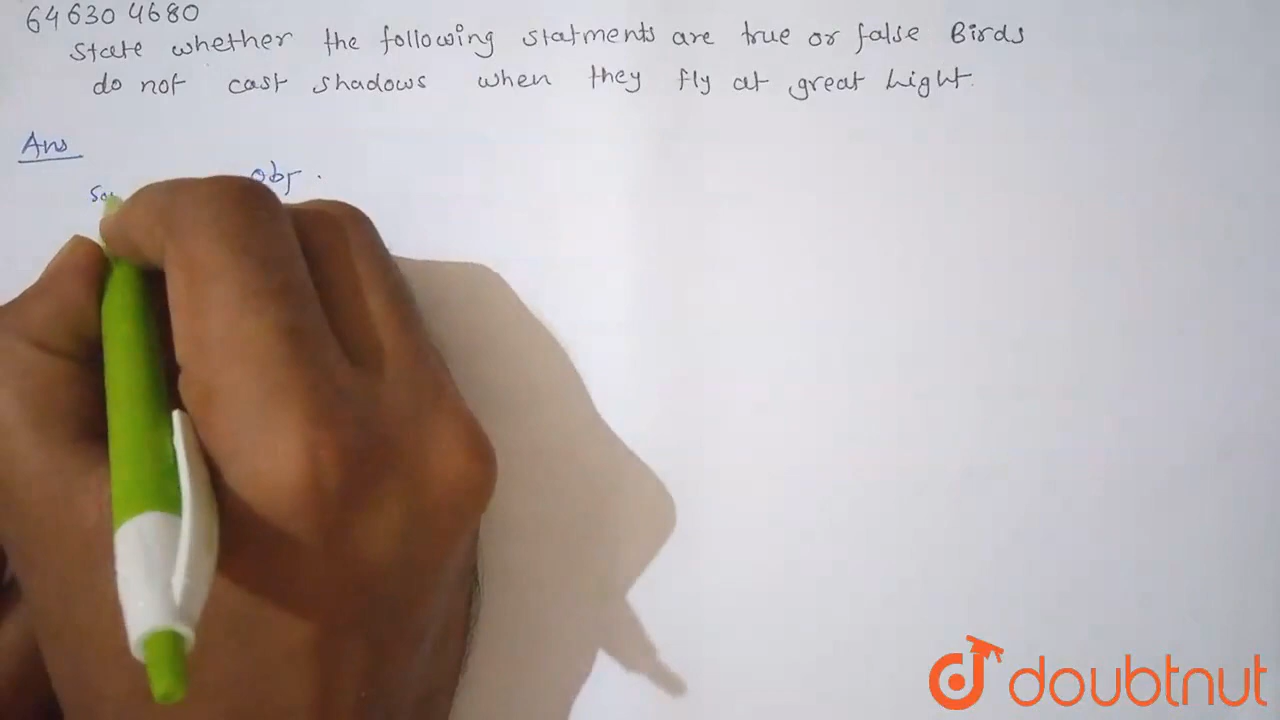 64630 4680
State whether the following statments are true or false Birds
do not cast shadows when they fly at great hight.
Ans
obj.
doubtnut